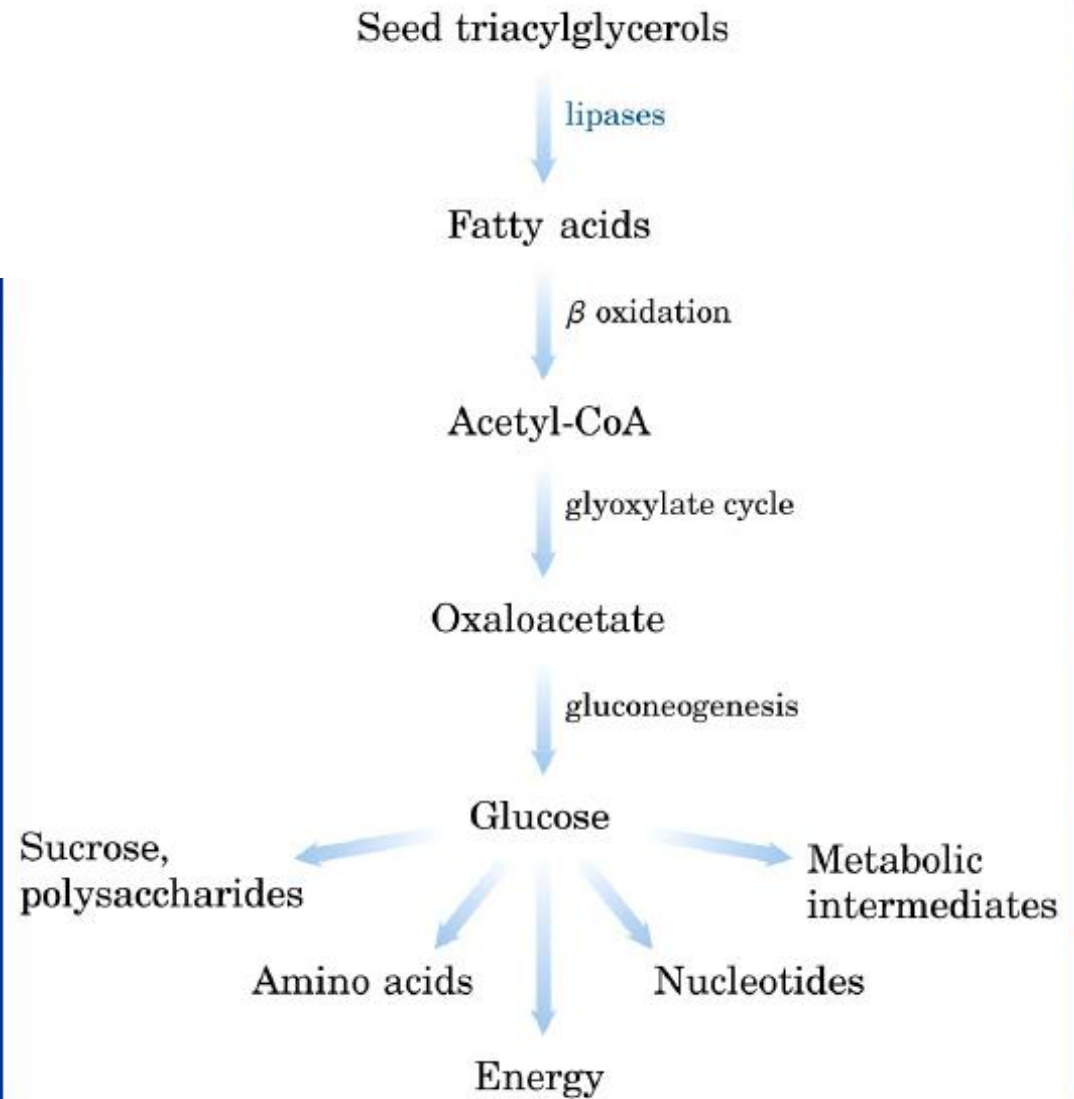 Seed triacylglycerols
lipases
Fatty acids
β oxidation
Acetyl-CoA
glyoxylate cycle
Oxaloacetate
gluconeogenesis
Glucose
Sucrose,
polysaccharides
Metabolic
intermediates
Amino acids
Nucleotides
Energy